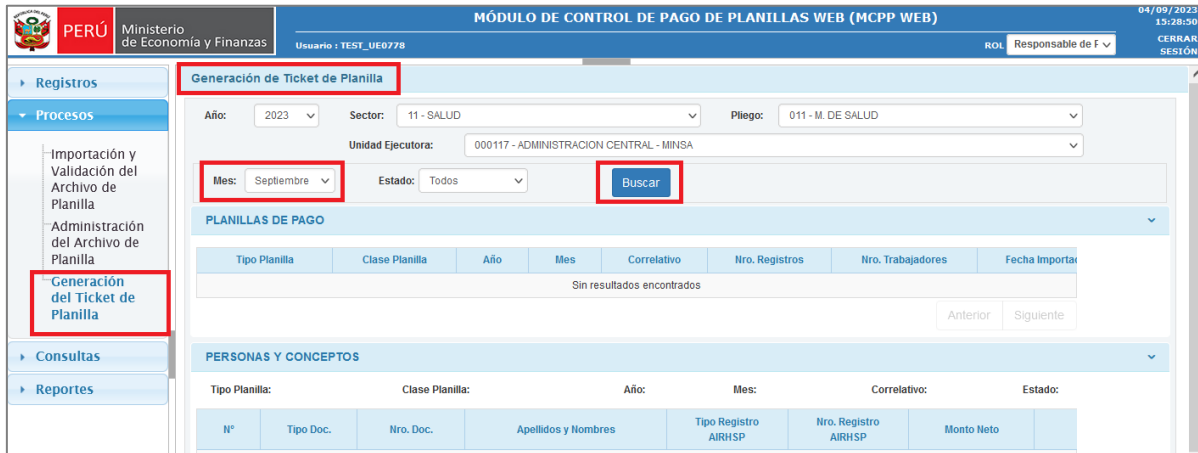 MÓDULO DE CONTROL DE PAGO DE PLANILLAS WEB (MCPP WEB)
04/09/2023
15:28:50
PERÚ
Ministerio
de Economía y Finanzas
Usuario : TEST_UE0778
ROL
Responsable de P
CERRAR
SESIÓN
Registros
Procesos
Importación y
Validación del
Archivo de
Planilla
Administración
del Archivo de
Planilla
Generación
del Ticket de
Planilla
Consultas
Reportes
Generación de Ticket de Planilla
Año: 2023 Sector: 11 - SALUD Pliego: 011 - M. DE SALUD
Unidad Ejecutora: 000117 - ADMINISTRACION CENTRAL - MINSA
Mes: Septiembre Estado: Todos Buscar
PLANILLAS DE PAGO
Tipo Planilla Clase Planilla Año Mes Correlativo Nro. Registros Nro. Trabajadores Fecha Importac
Sin resultados encontrados
Anterior Siguiente
PERSONAS Y CONCEPTOS
Tipo Planilla: Clase Planilla: Año: Mes: Correlativo: Estado:
N° Tipo Doc. Nro. Doc. Apellidos y Nombres Tipo Registro AIRHSP Nro. Registro AIRHSP Monto Neto